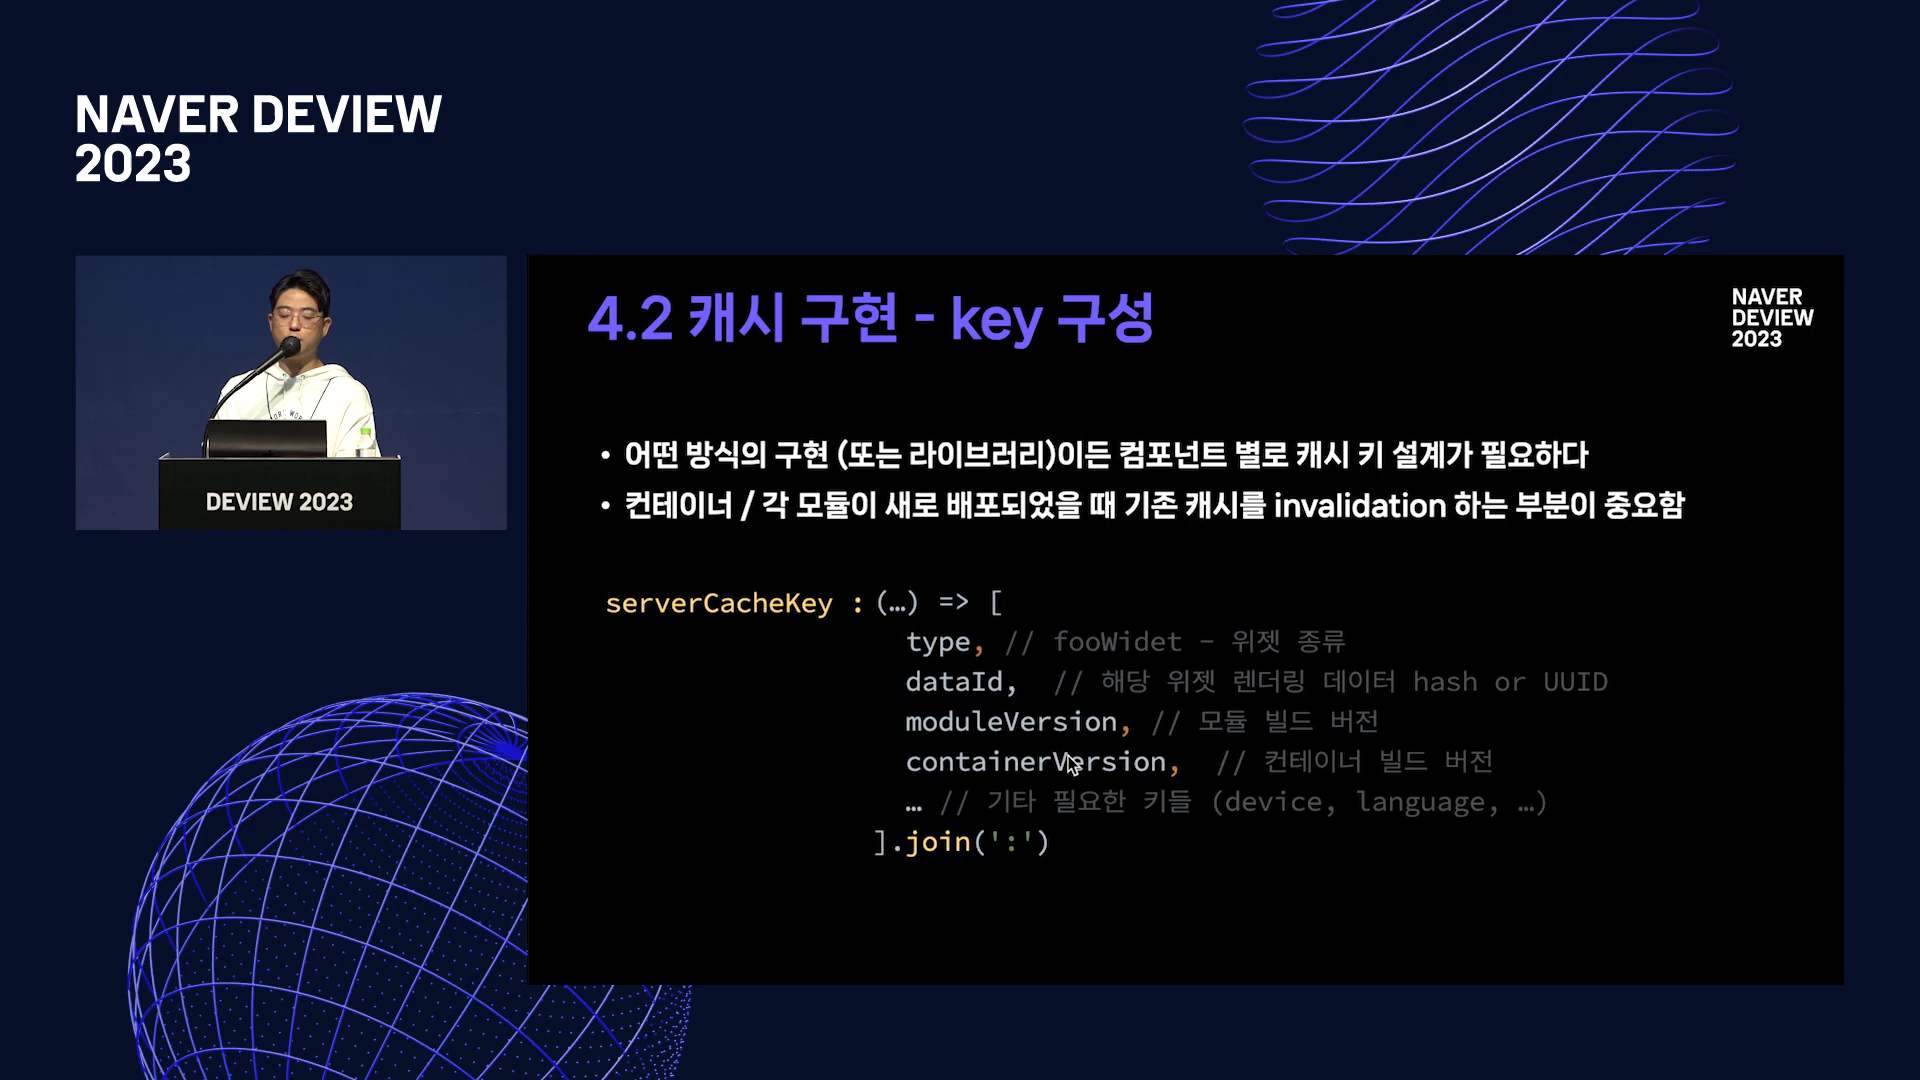 NAVER DEVIEW
2023
DEVIEW 2023
4.2 캐시 구현 - key 구성
NAVER
DEVIEW
2023
• 어떤 방식의 구현 (또는 라이브러리)이든 컴포넌트 별로 캐시 키 설계가 필요하다
• 컨테이너 / 각 모듈이 새로 배포되었을 때 기존 캐시를 invalidation 하는 부분이 중요함
serverCacheKey : (…) => [
type, // fooWidet - 위젯 종류
dataId, // 해당 위젯 렌더링 데이터 hash or UUID
moduleVersion, // 모듈 빌드 버전
containerVersion, // 컨테이너 빌드 버전
… // 기타 필요한 키들 (device, language, …)
].join(':')